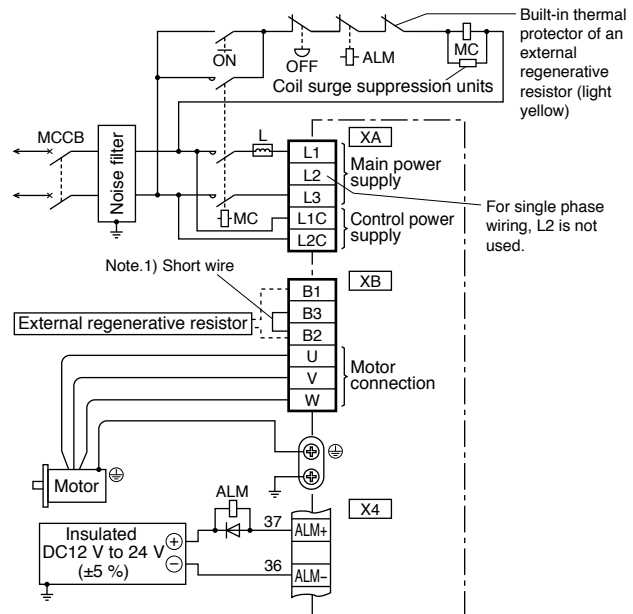 Built-in thermal
protector of an
external
regenerative
resistor (light
yellow)
ON
OFF
ALM
MC
Coil surge suppression units
MCCB
Noise filter
L
MC
XA
L1
L2
L3
L1C
L2C
Main power
supply
Control power
supply
For single phase
wiring, L2 is not
used.
Note.1) Short wire
XB
B1
B3
B2
U
V
W
External regenerative resistor
Motor
connection
Motor
ALM
X4
Insulated
DC12 V to 24 V
(±5 %)
+
−
37
36
ALM+
ALM−